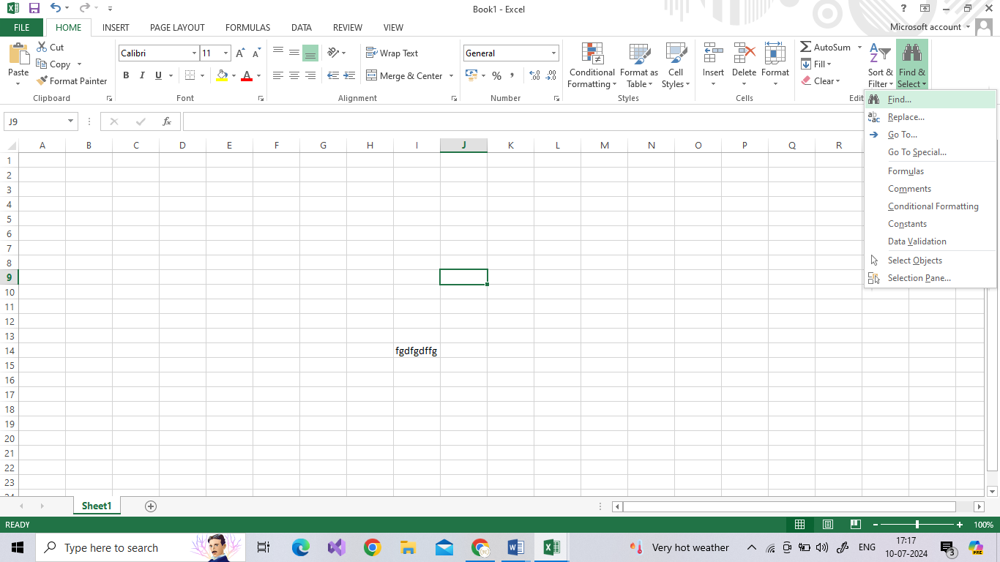 Book1 - Excel
FILE HOME INSERT PAGE LAYOUT FORMULAS DATA REVIEW VIEW
Microsoft account
Paste
Cut
Copy
Format Painter
Clipboard
Calibri 11
B I U
Font
Wrap Text
Merge & Center
Alignment
General
Number
Conditional Formatting
Format as Table
Cell Styles
Styles
Insert
Delete
Format
Cells
AutoSum
Fill
Clear
Sort & Filter
Find & Select
Edit
Find...
Replace...
Go To...
Go To Special...
Formulas
Comments
Conditional Formatting
Constants
Data Validation
Select Objects
Selection Pane...
J9
fx
A B C D E F G H I J K L M N O P Q R
1
2
3
4
5
6
7
8
9
10
11
12
13
14 fgdfgdffg
15
16
17
18
19
20
21
22
23
24
Sheet1
READY
100%
Type here to search
Very hot weather
ENG
17:17
10-07-2024
3
PRE